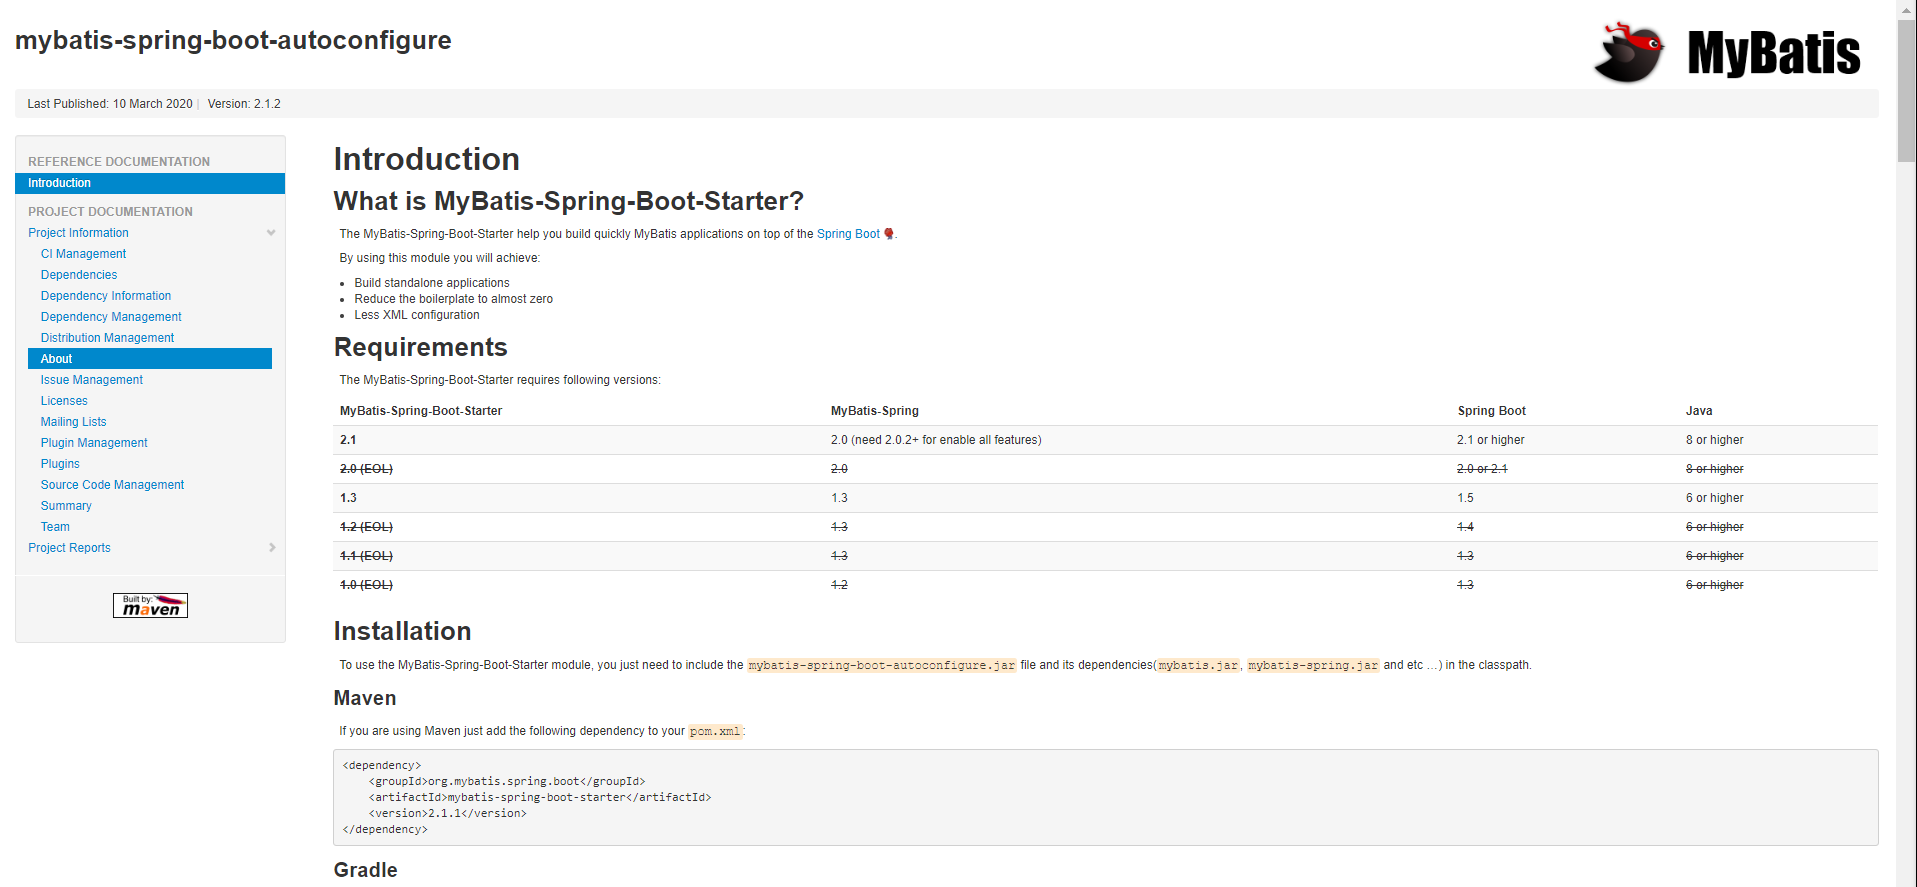 mybatis-spring-boot-autoconfigure
MyBatis
Last Published: 10 March 2020 | Version: 2.1.2
REFERENCE DOCUMENTATION
Introduction
PROJECT DOCUMENTATION
Project Information
CI Management
Dependencies
Dependency Information
Dependency Management
Distribution Management
About
Issue Management
Licenses
Mailing Lists
Plugin Management
Plugins
Source Code Management
Summary
Team
Project Reports
Built by:
maven
Introduction
What is MyBatis-Spring-Boot-Starter?
The MyBatis-Spring-Boot-Starter help you build quickly MyBatis applications on top of the Spring Boot .
By using this module you will achieve:
• Build standalone applications
• Reduce the boilerplate to almost zero
• Less XML configuration
Requirements
The MyBatis-Spring-Boot-Starter requires following versions:
MyBatis-Spring-Boot-Starter MyBatis-Spring Spring Boot Java
2.1 2.0 (need 2.0.2+ for enable all features) 2.1 or higher 8 or higher
2.0 (EOL) 2.0 2.0 or 2.1 8 or higher
1.3 1.3 1.5 6 or higher
1.2 (EOL) 1.3 1.4 6 or higher
1.1 (EOL) 1.3 1.3 6 or higher
1.0 (EOL) 1.2 1.3 6 or higher
Installation
To use the MyBatis-Spring-Boot-Starter module, you just need to include the mybatis-spring-boot-autoconfigure.jar file and its dependencies(mybatis.jar, mybatis-spring.jar and etc ...) in the classpath.
Maven
If you are using Maven just add the following dependency to your pom.xml:
<dependency>
    <groupId>org.mybatis.spring.boot</groupId>
    <artifactId>mybatis-spring-boot-starter</artifactId>
    <version>2.1.1</version>
</dependency>
Gradle